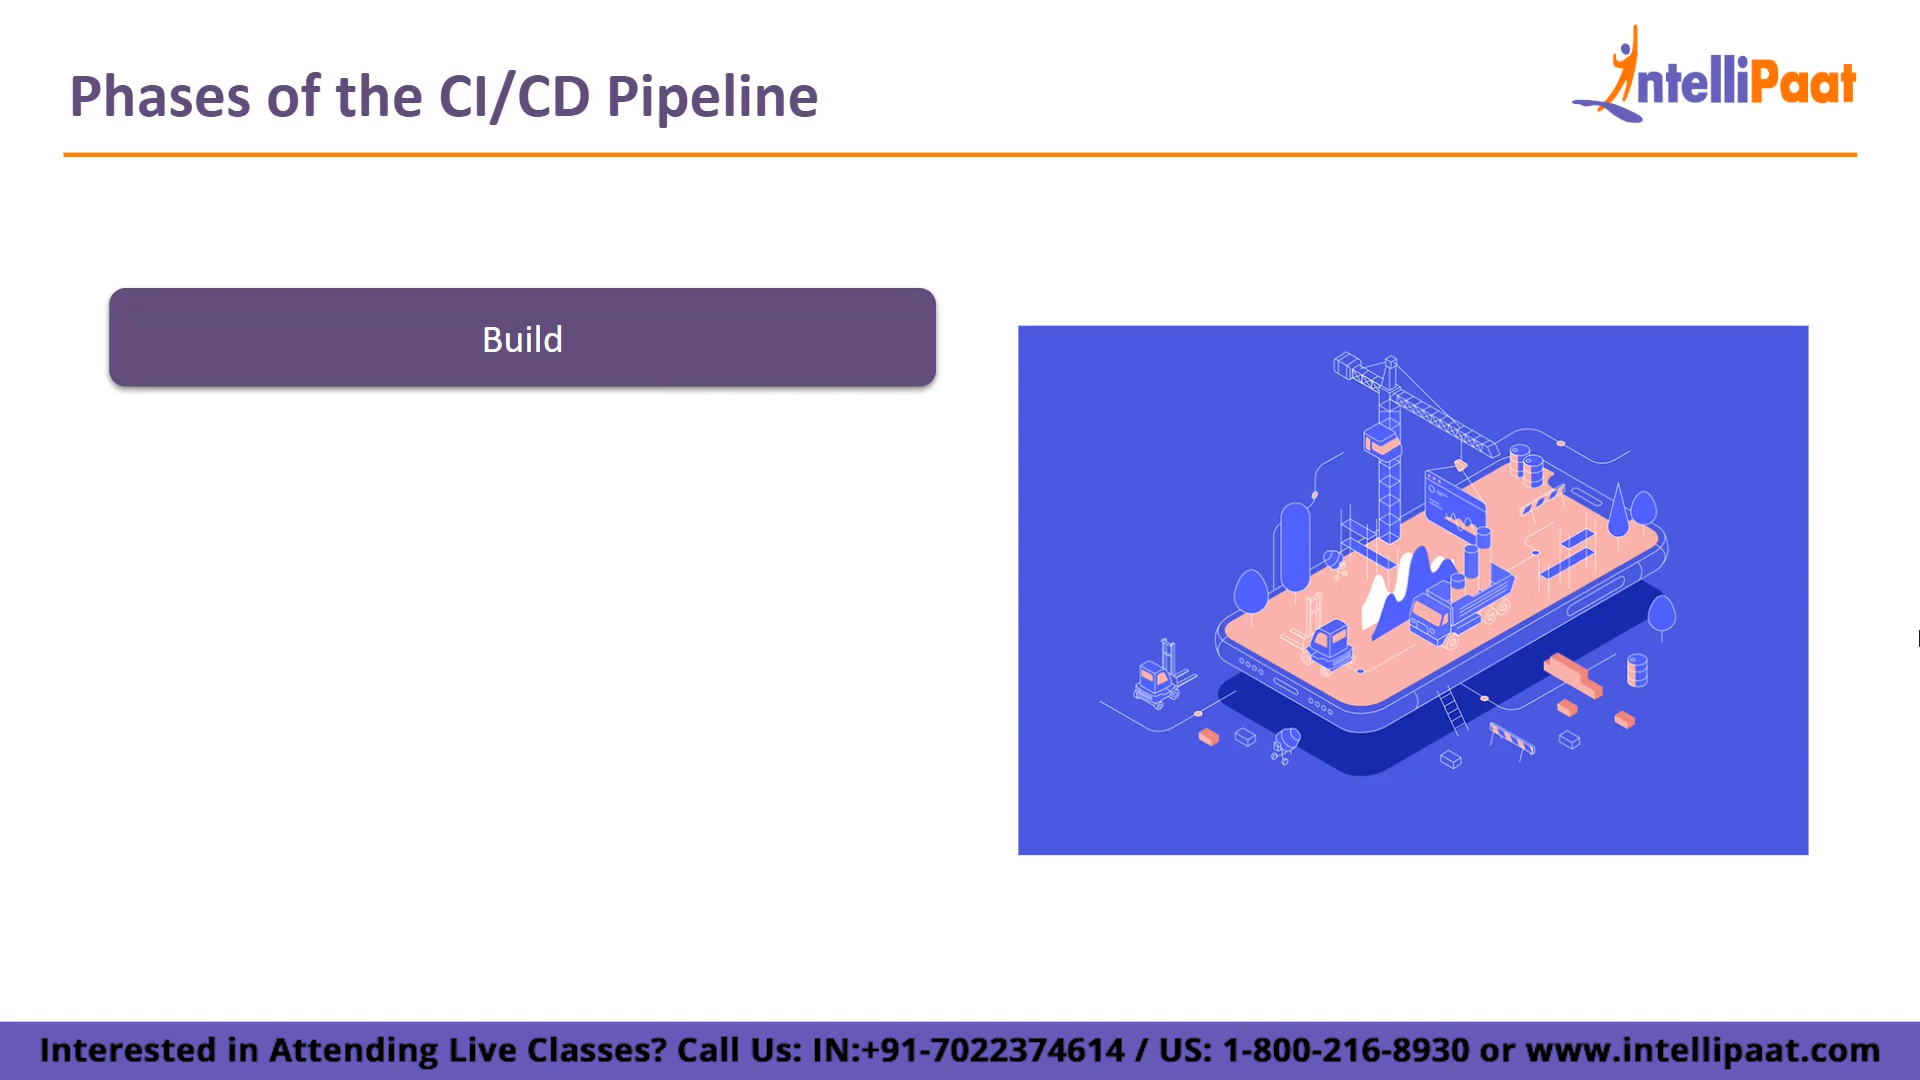 Phases of the CI/CD Pipeline
IntelliPaat
Build
Interested in Attending Live Classes? Call Us: IN:+91-7022374614 / US: 1-800-216-8930 or www.intellipaat.com